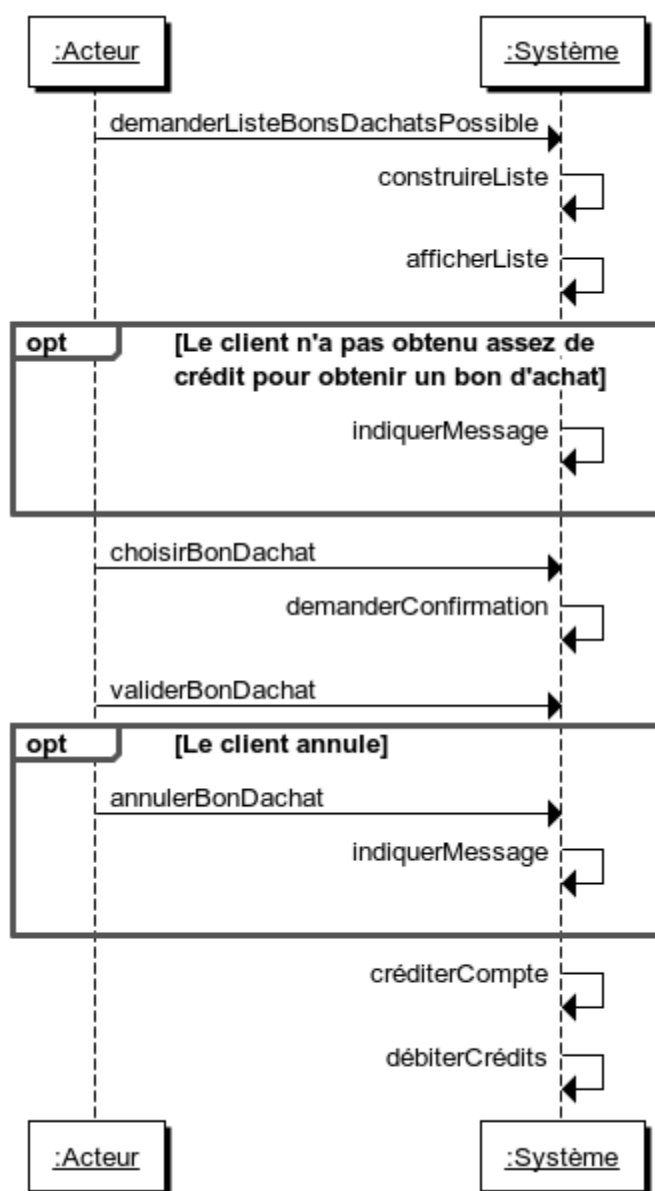 :Acteur
:Système
demanderListeBonsDachatsPossible
construireListe
afficherListe
opt
[Le client n'a pas obtenu assez de
crédit pour obtenir un bon d'achat]
indiquerMessage
choisirBonDachat
demanderConfirmation
validerBonDachat
opt
[Le client annule]
annulerBonDachat
indiquerMessage
créditerCompte
débiterCrédits
:Acteur
:Système